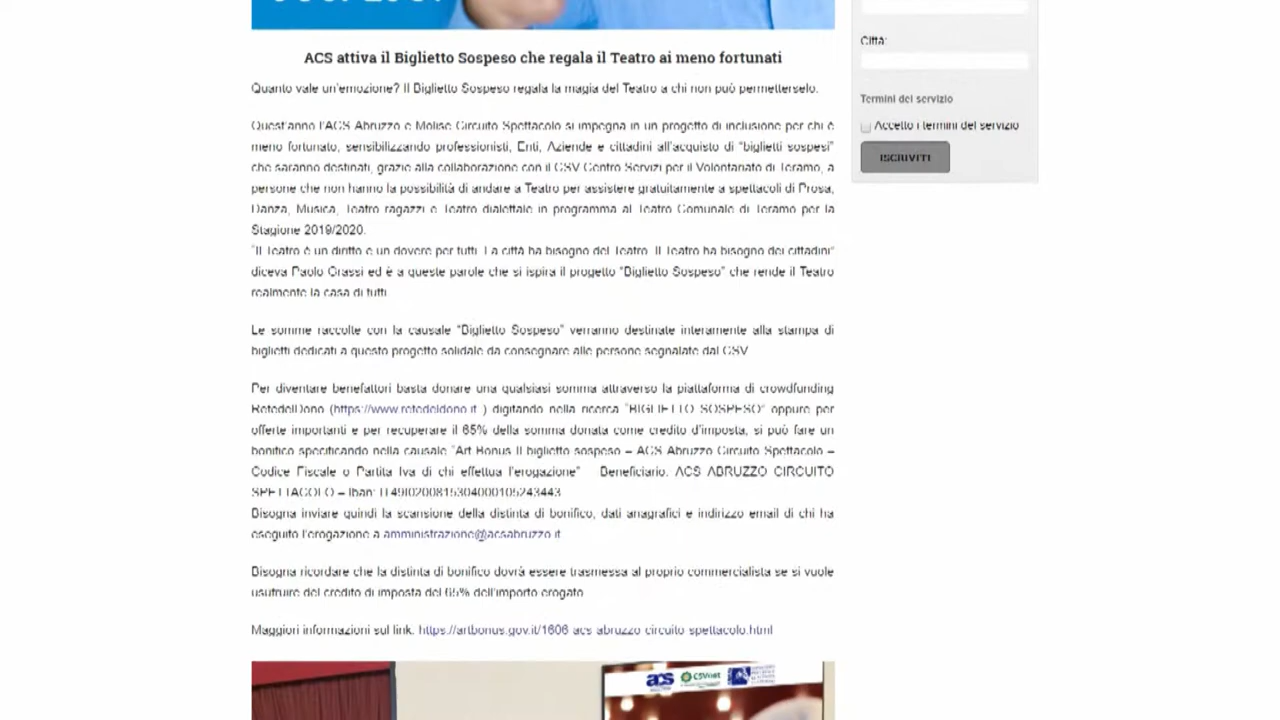 ACS attiva il Biglietto Sospeso che regala il Teatro ai meno fortunati
Quanto vale un'emozione? Il Biglietto Sospeso regala la magia del Teatro a chi non può permetterselo.
Quest'anno l'ACS Abruzzo e Molise Circuito Spettacolo si impegna in un progetto di inclusione per chi è
meno fortunato, sensibilizzando professionisti, Enti, Aziende e cittadini all'acquisto di "biglietti sospesi"
che saranno destinati, grazie alla collaborazione con il CSV Centro Servizi per il Volontariato di Teramo, a
persone che non hanno la possibilità di andare a Teatro per assistere gratuitamente a spettacoli di Prosa,
Danza, Musica, Teatro ragazzi e Teatro dialettale in programma al Teatro Comunale di Teramo per la
Stagione 2019/2020.
"Il Teatro è un diritto e un dovere per tutti. La città ha bisogno del Teatro. Il Teatro ha bisogno dei cittadini"
diceva Paolo Grassi ed è a queste parole che si ispira il progetto "Biglietto Sospeso" che rende il Teatro
realmente la casa di tutti.
Le somme raccolte con la causale "Biglietto Sospeso" verranno destinate interamente alla stampa di
biglietti dedicati a questo progetto solidale da consegnare alle persone segnalate dal CSV.
Per diventare benefattori basta donare una qualsiasi somma attraverso la piattaforma di crowdfunding
RetedelDono (https://www.retedeldono.it ) digitando nella ricerca "BIGLIETTO SOSPESO" oppure per
offerte importanti e per recuperare il 65% della somma donata come credito d'imposta, si può fare un
bonifico specificando nella causale "Art Bonus Il biglietto sospeso – ACS Abruzzo Circuito Spettacolo –
Codice Fiscale o Partita Iva di chi effettua l'erogazione" Beneficiario: ACS ABRUZZO CIRCUITO
SPETTACOLO – Iban: IT49I0200815304000105243443
Bisogna inviare quindi la scansione della distinta di bonifico, dati anagrafici e indirizzo email di chi ha
eseguito l'erogazione a amministrazione@acsabruzzo.it.
Bisogna ricordare che la distinta di bonifico dovrà essere trasmessa al proprio commercialista se si vuole
usufruire del credito di imposta del 65% dell'importo erogato
Maggiori informazioni sul link: https://artbonus.gov.it/1606-acs-abruzzo-circuito-spettacolo.html
acs CSVnet
Città:
Termini del servizio
Accetto i termini del servizio
ISCRIVITI